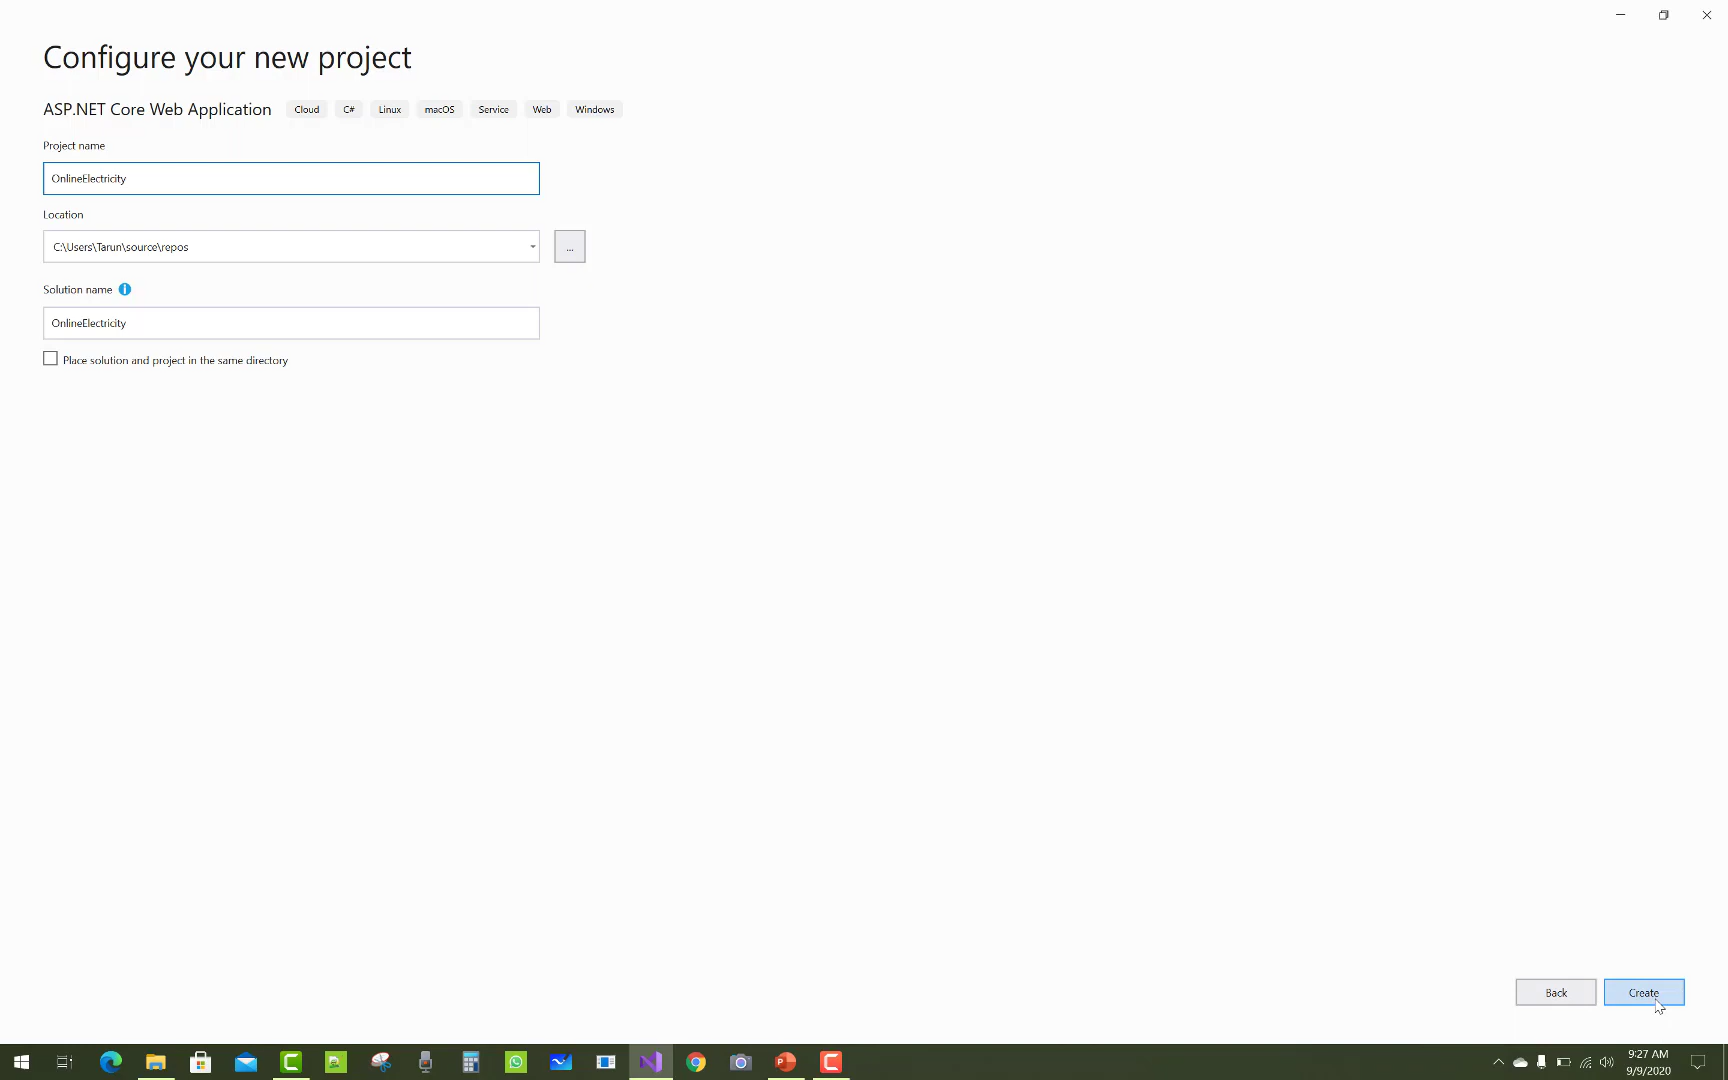 Configure your new project
ASP.NET Core Web Application Cloud C# Linux macOS Service Web Windows
Project name
OnlineElectricity
Location
C:\Users\Tarun\source\repos
...
Solution name
OnlineElectricity
Place solution and project in the same directory
Back Create
9:27 AM
9/9/2020